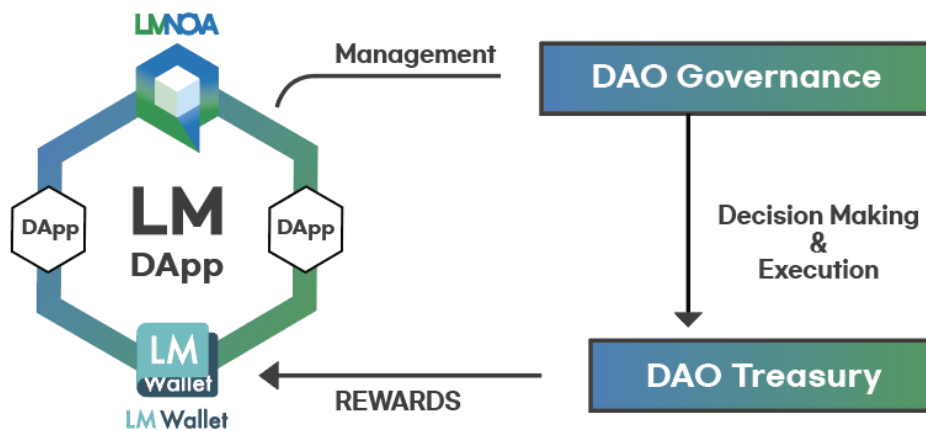 LMNOVA
Management
DAO Governance
DApp
LM
DApp
DApp
Decision Making
&
Execution
LM
Wallet
LM Wallet
REWARDS
DAO Treasury